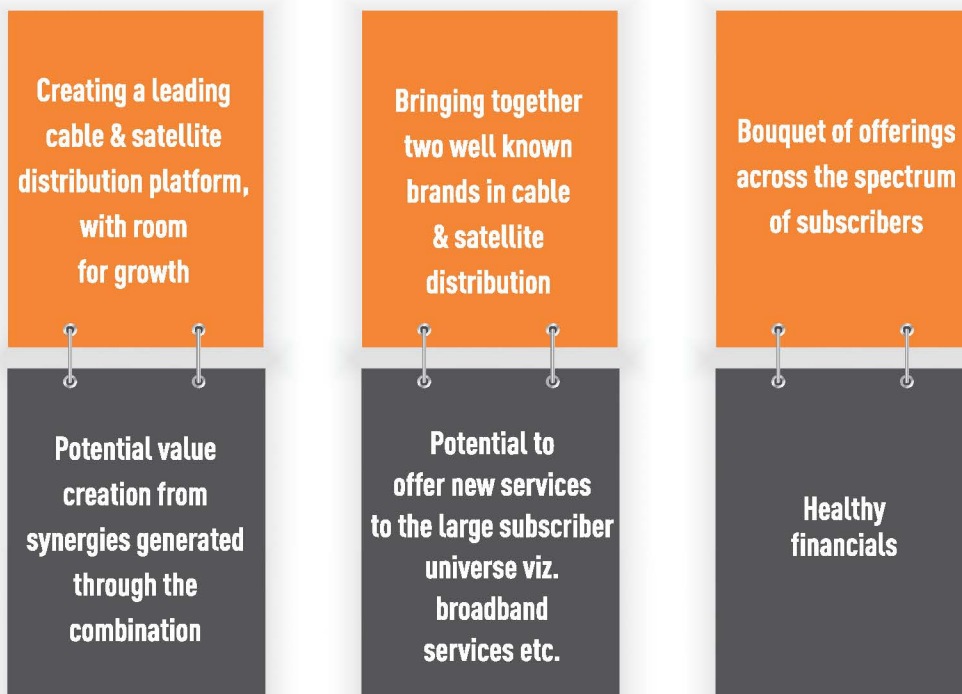 Creating a leading
cable & satellite
distribution platform,
with room
for growth
Bringing together
two well known
brands in cable
& satellite
distribution
Bouquet of offerings
across the spectrum
of subscribers
Potential value
creation from
synergies generated
through the
combination
Potential to
offer new services
to the large subscriber
universe viz.
broadband
services etc.
Healthy
financials